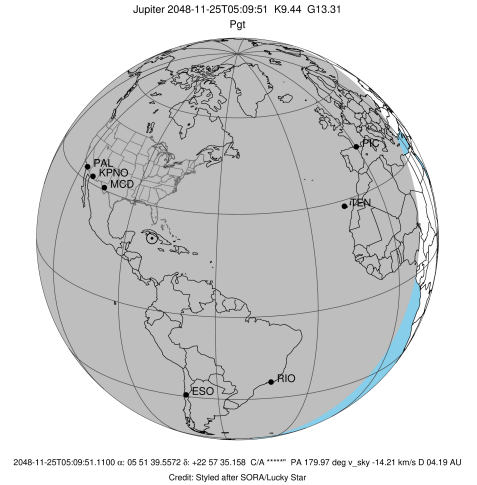 Jupiter 2048-11-25T05:09:51 K9.44 G13.31
Pgt
PIC
PAL
KPNO
MCD
TEN
RIO
ESO
2048-11-25T05:09:51.1100 α: 05 51 39.5572 δ: +22 57 35.158 C/A *****" PA 179.97 deg v_sky -14.21 km/s D 04.19 AU
Credit: Styled after SORA/Lucky Star